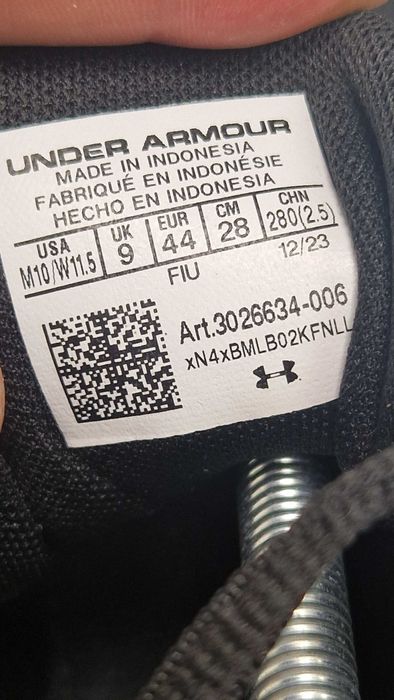 UNDER ARMOUR
MADE IN INDONESIA
FABRIQUÉ EN INDONÉSIE
HECHO EN INDONESIA
USA UK EUR CM CHN
M10/W11.5 9 44 28 280(2.5)
FIU 12/23
Art.3026634-006
xN4xBMLB02KFNLL